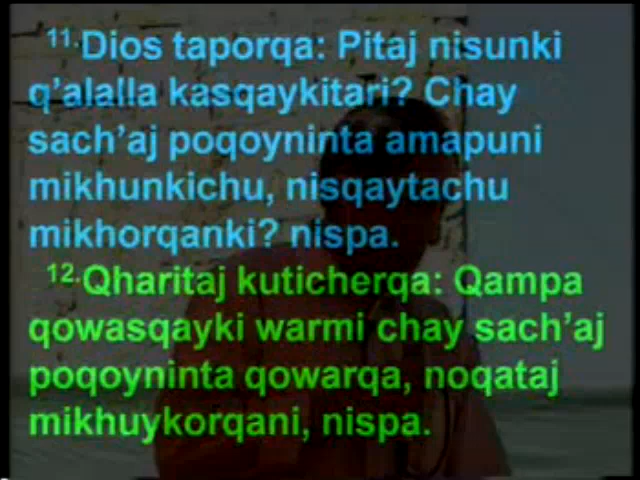 11.Dios taporqa: Pitaj nisunki
q’alalla kasqaykitari? Chay
sach’aj poqoyninta amapuni
mikhunkichu, nisqaytachu
mikhorqanki? nispa.
12.Qharitaj kuticherqa: Qampa
qowasqayki warmi chay sach’aj
poqoyninta qowarqa, noqataj
mikhuykorqani, nispa.